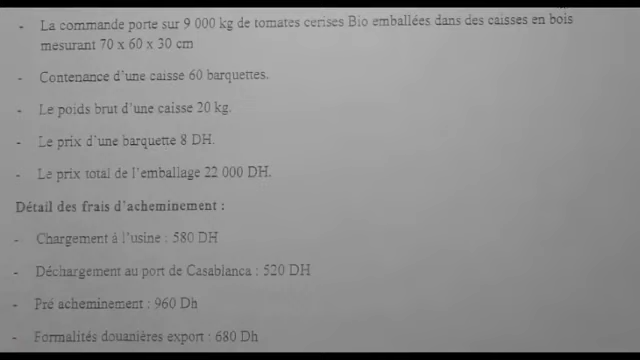 - La commande porte sur 9 000 kg de tomates cerises Bio emballées dans des caisses en bois
mesurant 70 x 60 x 30 cm
- Contenance d'une caisse 60 barquettes.
- Le poids brut d'une caisse 20 kg.
- Le prix d'une barquette 8 DH.
- Le prix total de l'emballage 22 000 DH.
Détail des frais d'acheminement :
- Chargement à l'usine : 580 DH
- Déchargement au port de Casablanca : 520 DH
- Pré acheminement : 960 Dh
- Formalités douanières export : 680 Dh